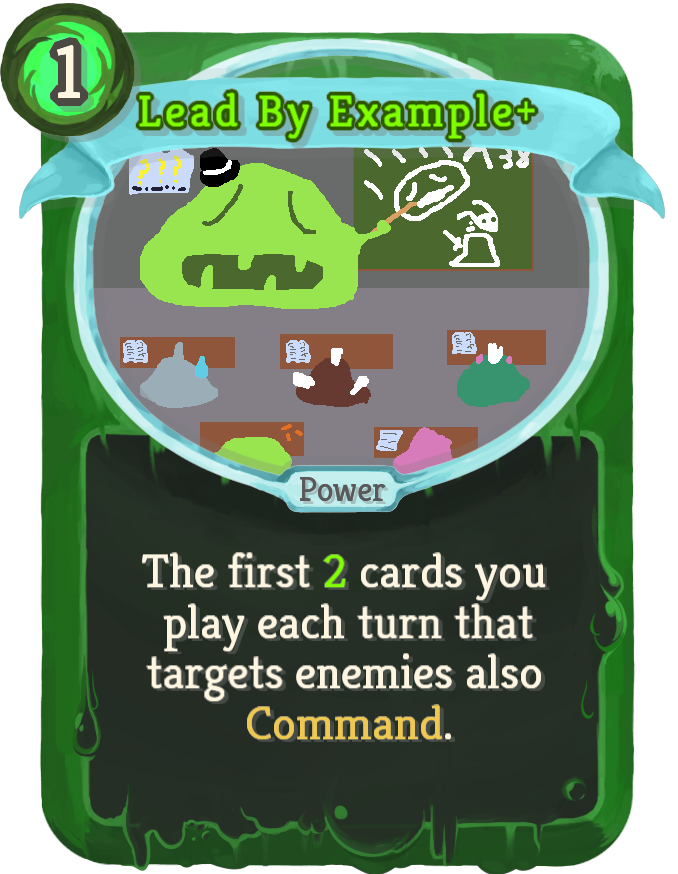 1
Lead By Example+
???
Power
The first 2 cards you
play each turn that
targets enemies also
Command.